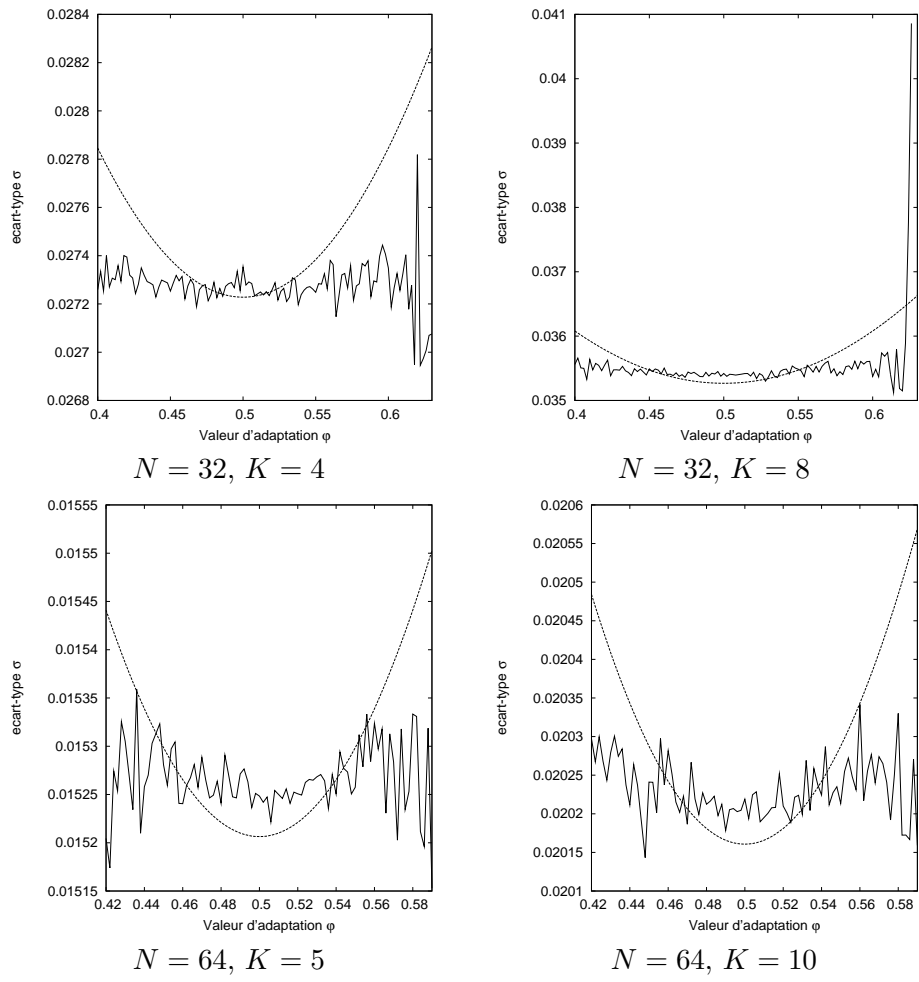 0.0284
0.0282
0.028
0.0278
0.0276
0.0274
0.0272
0.027
0.0268
0.4 0.45 0.5 0.55 0.6
ecart-type σ
Valeur d'adaptation φ
N = 32, K = 4
0.041
0.04
0.039
0.038
0.037
0.036
0.035
0.4 0.45 0.5 0.55 0.6
ecart-type σ
Valeur d'adaptation φ
N = 32, K = 8
0.01555
0.0155
0.01545
0.0154
0.01535
0.0153
0.01525
0.0152
0.01515
0.42 0.44 0.46 0.48 0.5 0.52 0.54 0.56 0.58
ecart-type σ
Valeur d'adaptation φ
N = 64, K = 5
0.0206
0.02055
0.0205
0.02045
0.0204
0.02035
0.0203
0.02025
0.0202
0.02015
0.0201
0.42 0.44 0.46 0.48 0.5 0.52 0.54 0.56 0.58
ecart-type σ
Valeur d'adaptation φ
N = 64, K = 10